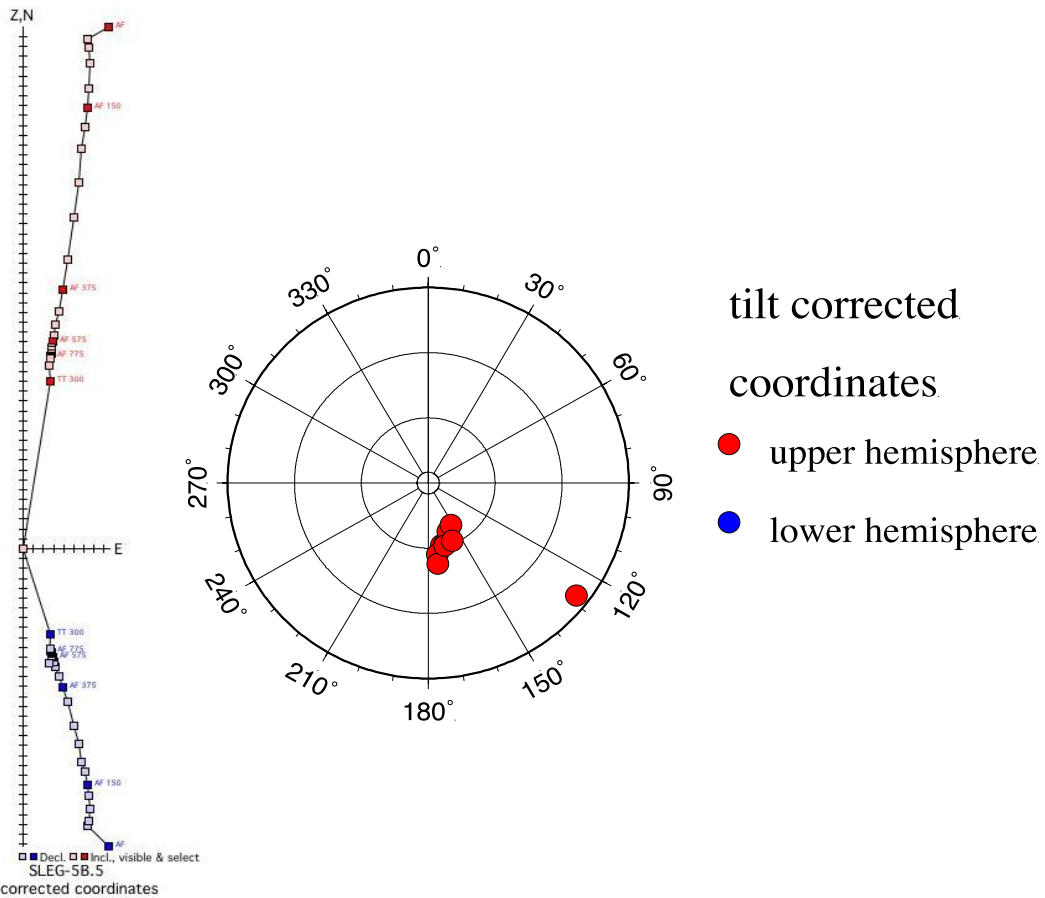 Z,N
AF
AF 150
AF 375
AF 575
AF 775
TT 300
E
TT 300
AF 775
AF 575
AF 375
AF 150
AF
Decl. Incl., visible & select
SLEG-5B.5
corrected coordinates
0°
30°
60°
90°
120°
150°
180°
210°
240°
270°
300°
330°
tilt corrected
coordinates
upper hemisphere
lower hemisphere